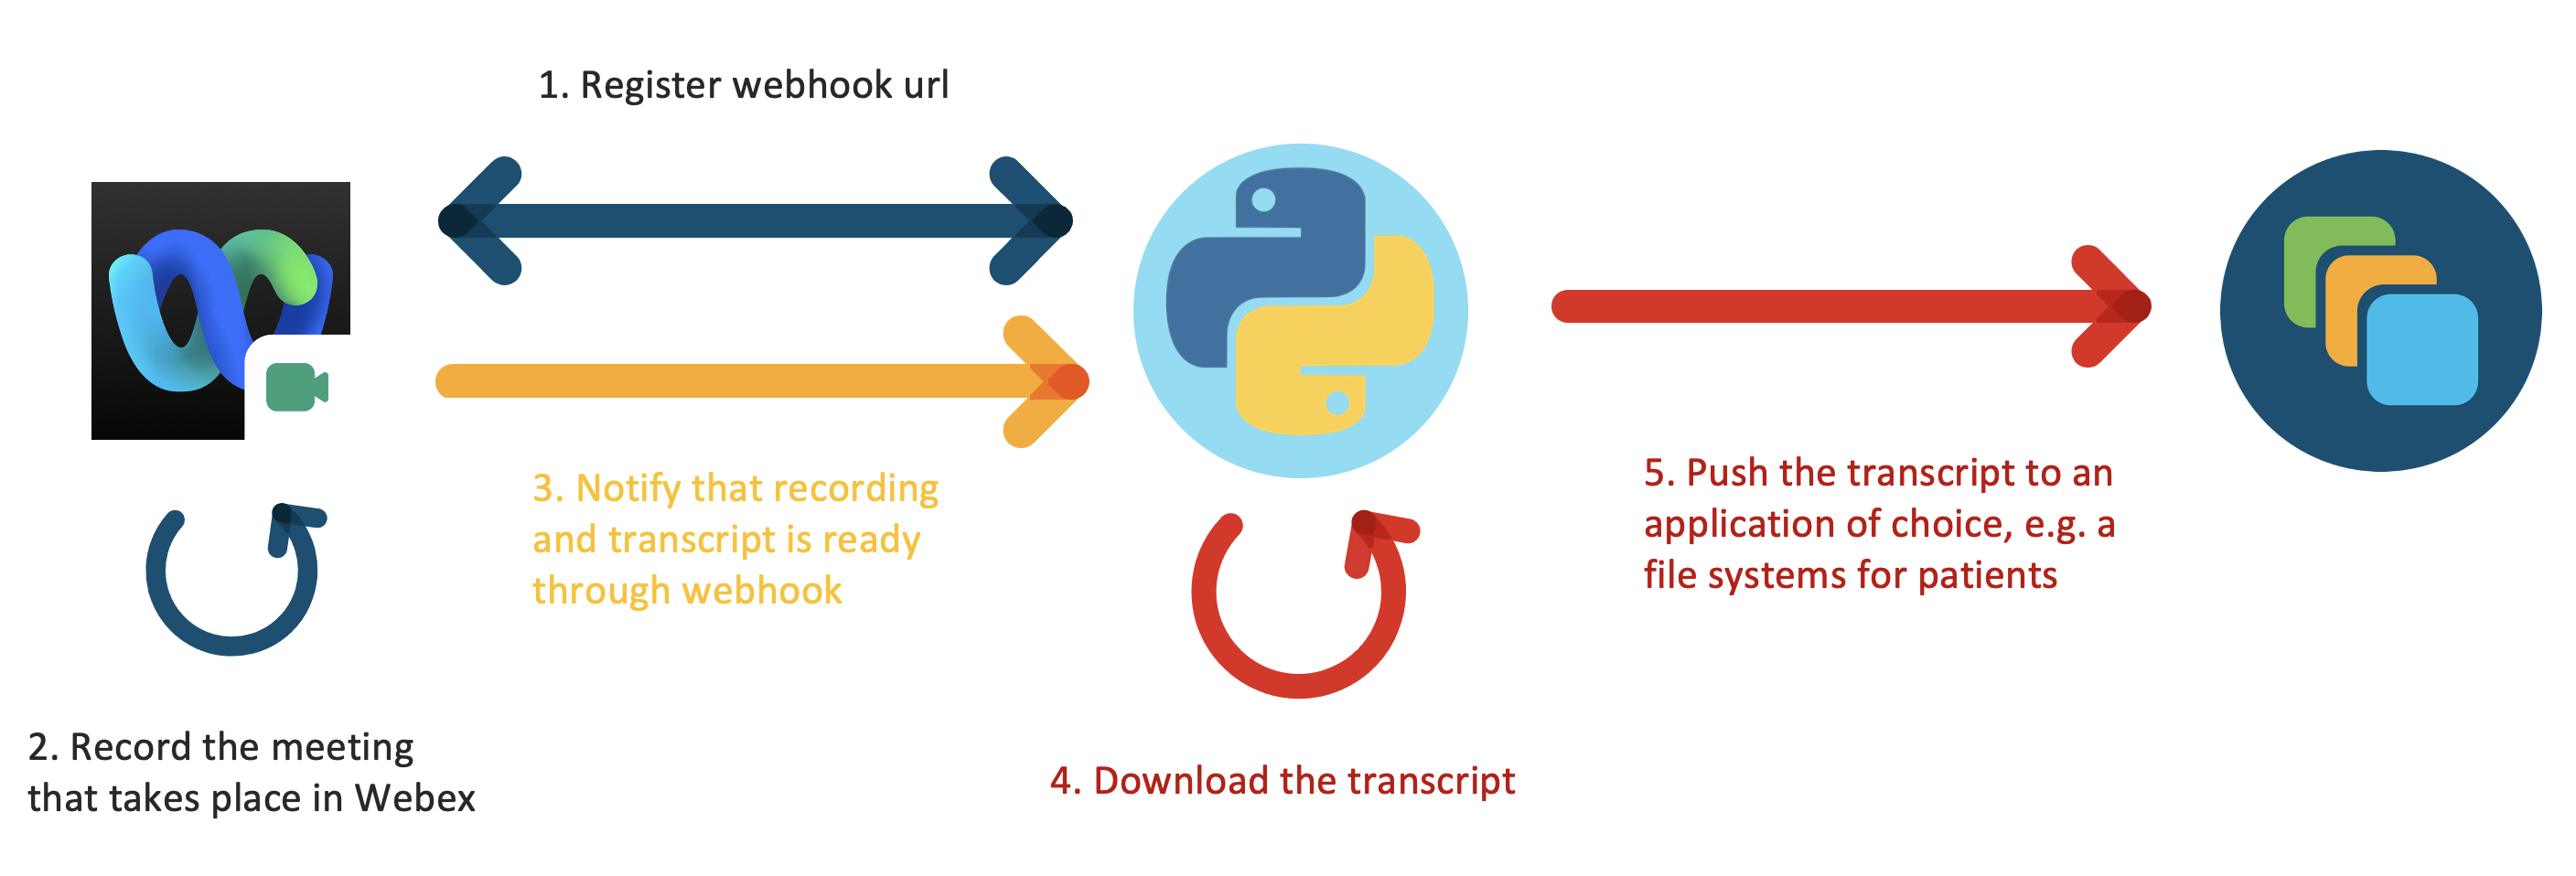 1. Register webhook url
2. Record the meeting
that takes place in Webex
3. Notify that recording
and transcript is ready
through webhook
4. Download the transcript
5. Push the transcript to an
application of choice, e.g. a
file systems for patients